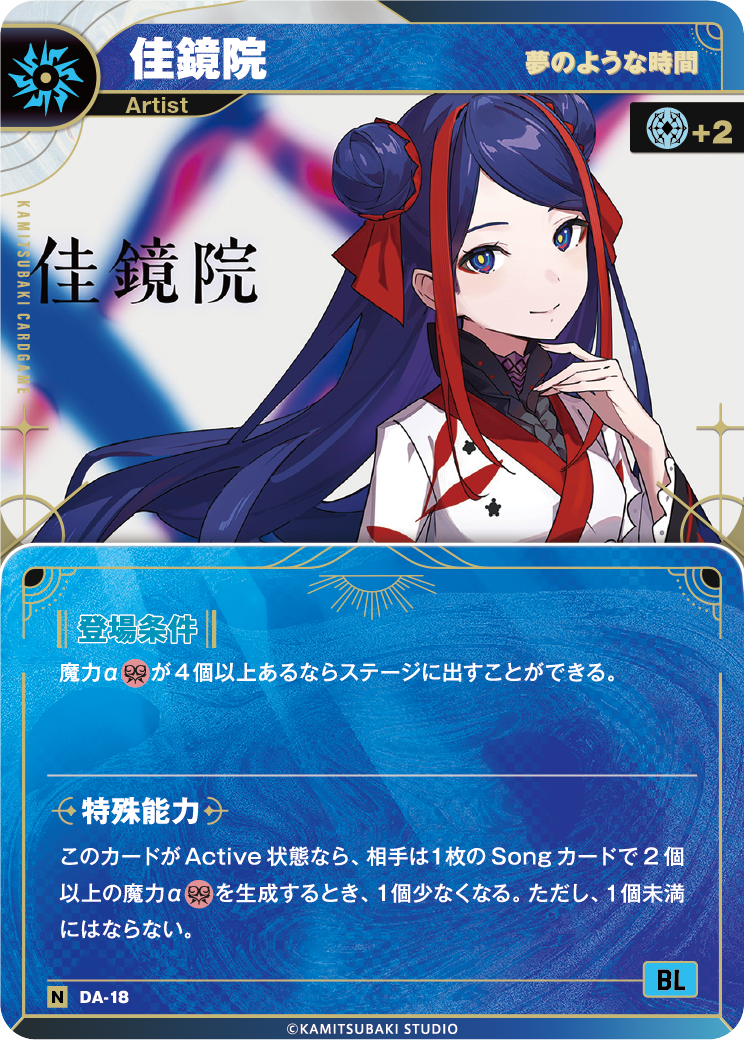 佳鏡院
夢のような時間
Artist
+2
KAMITSUBAKI CARDGAME
佳鏡院
登場条件
魔力αが4個以上あるならステージに出すことができる。
特殊能力
このカードがActive状態なら、相手は1枚のSongカードで2個
以上の魔力αを生成するとき、1個少なくなる。ただし、1個未満
にはならない。
BL
N DA-18
©KAMITSUBAKI STUDIO